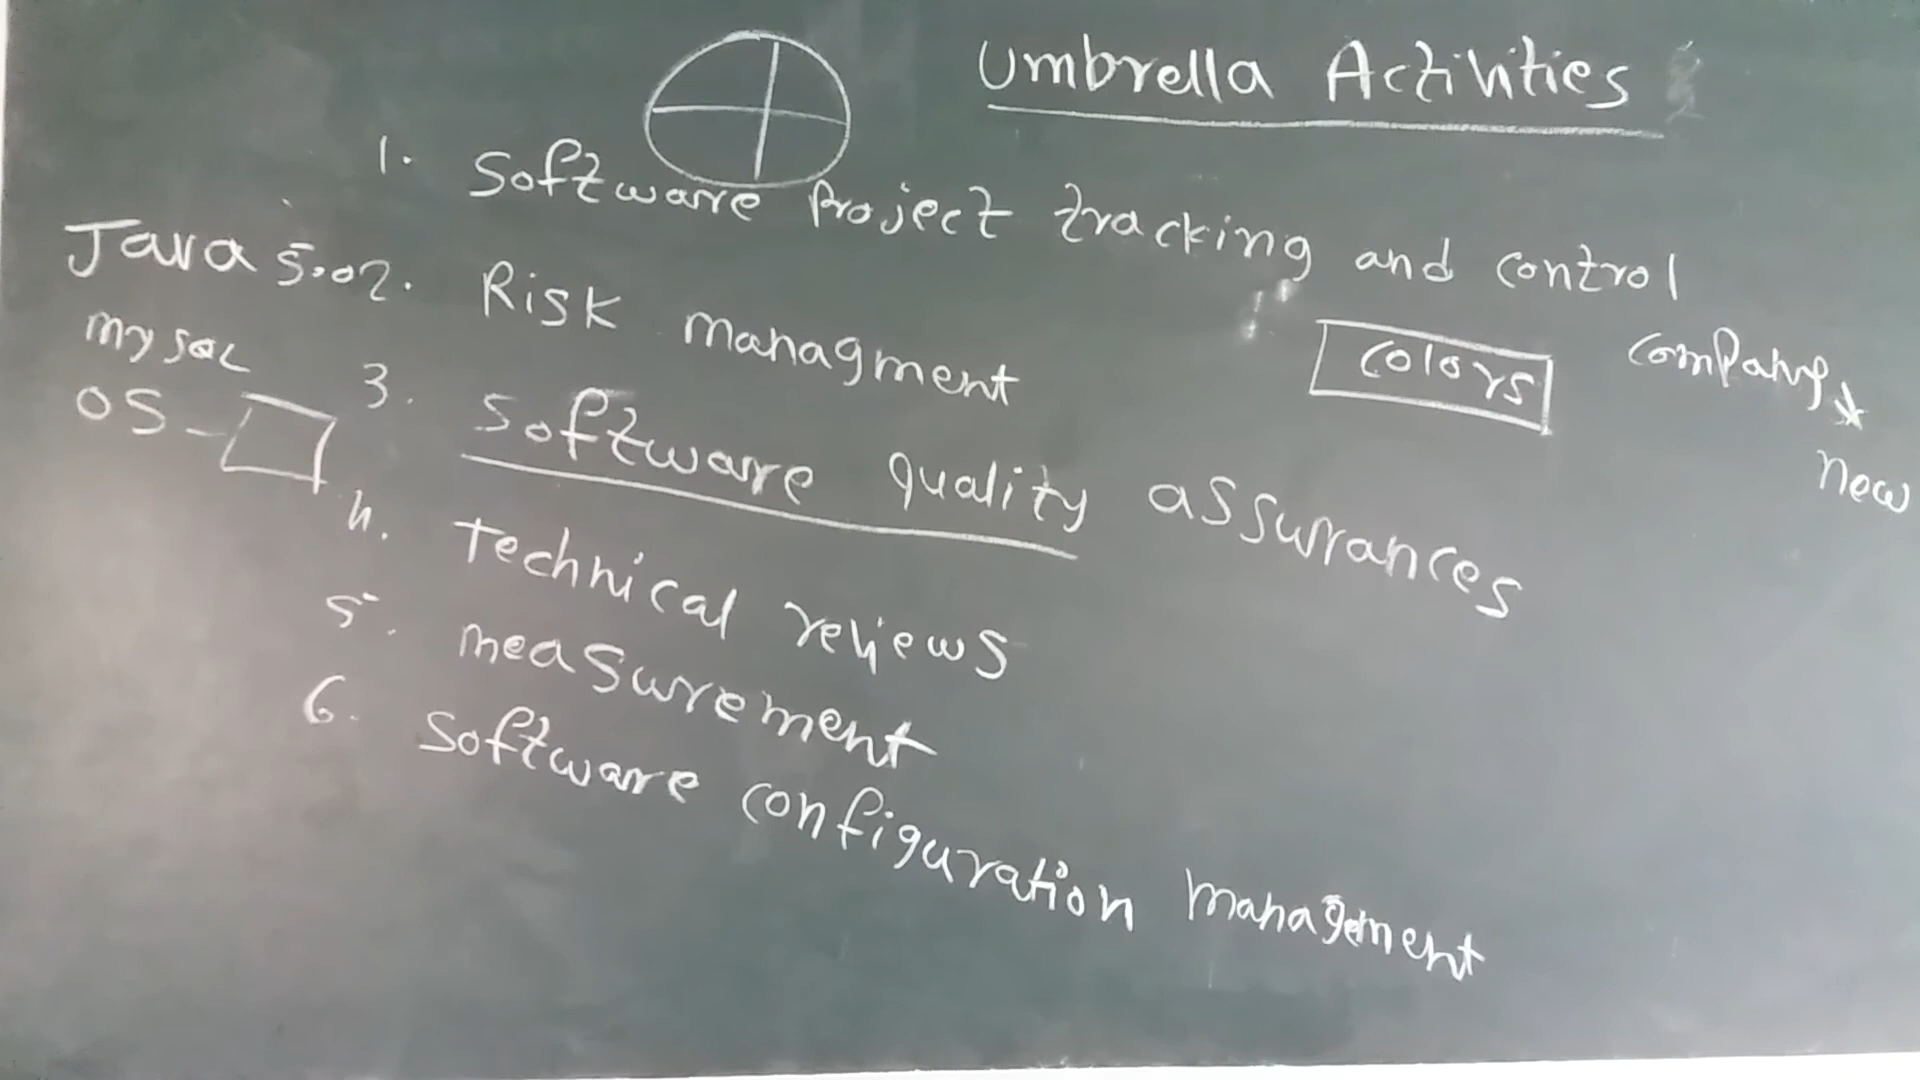 Umbrella Activities
1. Software Project tracking and control
Java 5.0
2. Risk managment
mysQL
Colors
Company
new
OS -
3. Software quality assurances
4. Technical reviews
5. measurement
6. Software configuration management